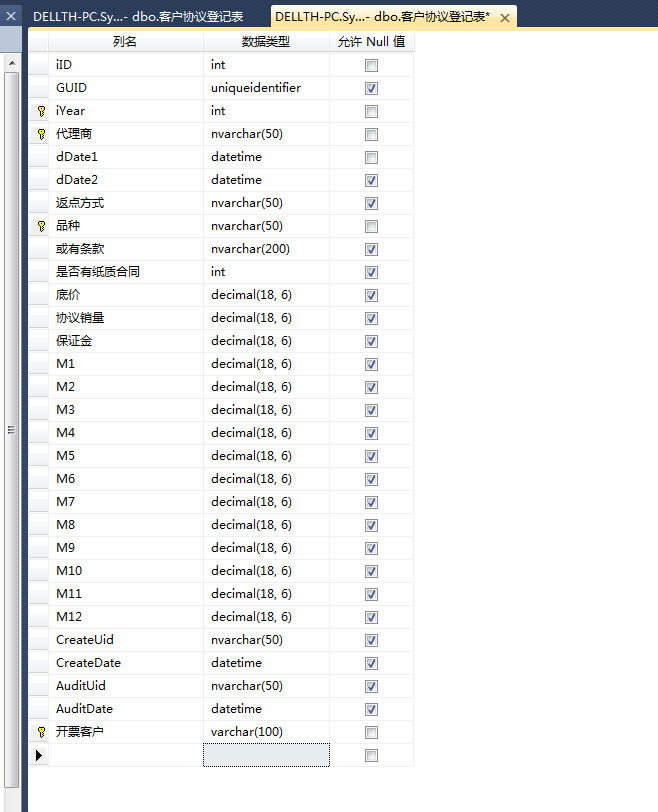 DELLTH-PC.Sy...- dbo.客户协议登记表 DELLTH-PC.Sy...- dbo.客户协议登记表*
列名 数据类型 允许 Null 值
iID int
GUID uniqueidentifier
iYear int
代理商 nvarchar(50)
dDate1 datetime
dDate2 datetime
返点方式 nvarchar(50)
品种 nvarchar(50)
或有条款 nvarchar(200)
是否有纸质合同 int
底价 decimal(18, 6)
协议销量 decimal(18, 6)
保证金 decimal(18, 6)
M1 decimal(18, 6)
M2 decimal(18, 6)
M3 decimal(18, 6)
M4 decimal(18, 6)
M5 decimal(18, 6)
M6 decimal(18, 6)
M7 decimal(18, 6)
M8 decimal(18, 6)
M9 decimal(18, 6)
M10 decimal(18, 6)
M11 decimal(18, 6)
M12 decimal(18, 6)
CreateUid nvarchar(50)
CreateDate datetime
AuditUid nvarchar(50)
AuditDate datetime
开票客户 varchar(100)